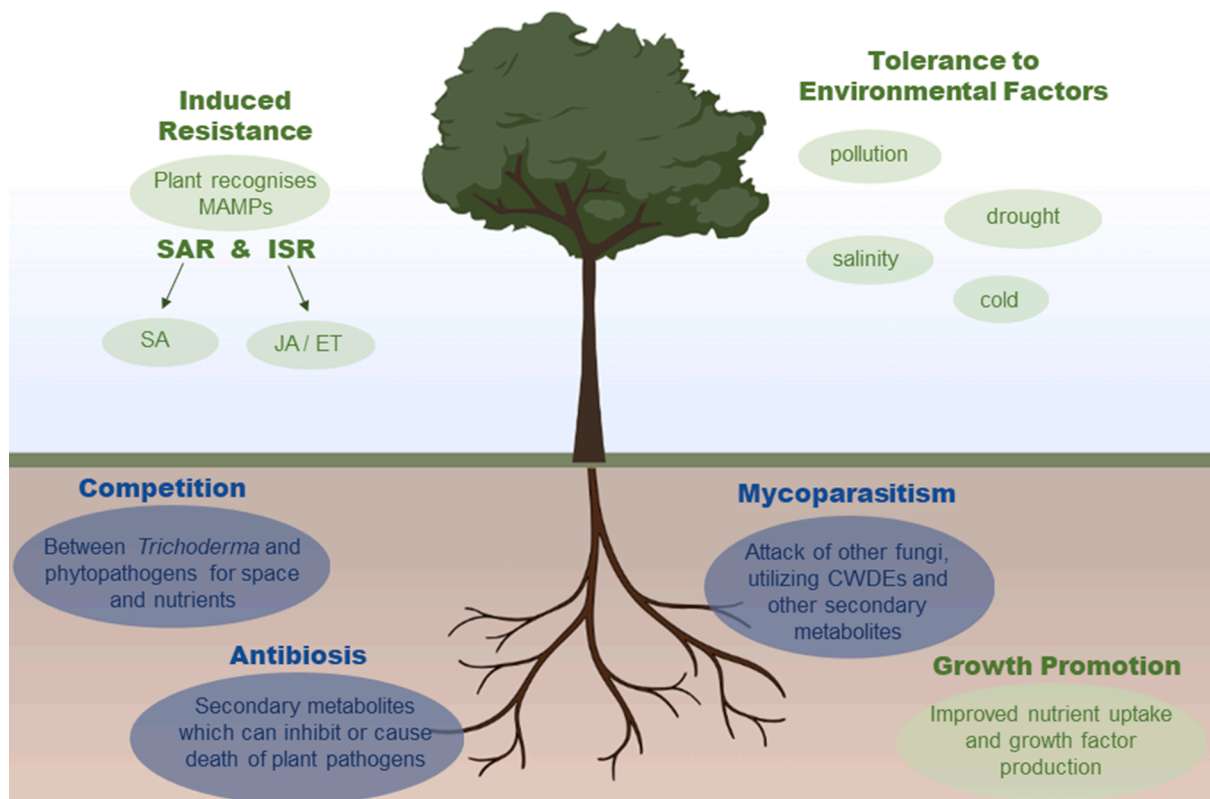 Induced
Resistance
Plant recognises
MAMPs
SAR & ISR
SA
JA / ET
Tolerance to
Environmental Factors
pollution
drought
salinity
cold
Competition
Between Trichoderma and
phytopathogens for space
and nutrients
Mycoparasitism
Attack of other fungi,
utilizing CWDEs and
other secondary
metabolites
Antibiosis
Secondary metabolites
which can inhibit or cause
death of plant pathogens
Growth Promotion
Improved nutrient uptake
and growth factor
production